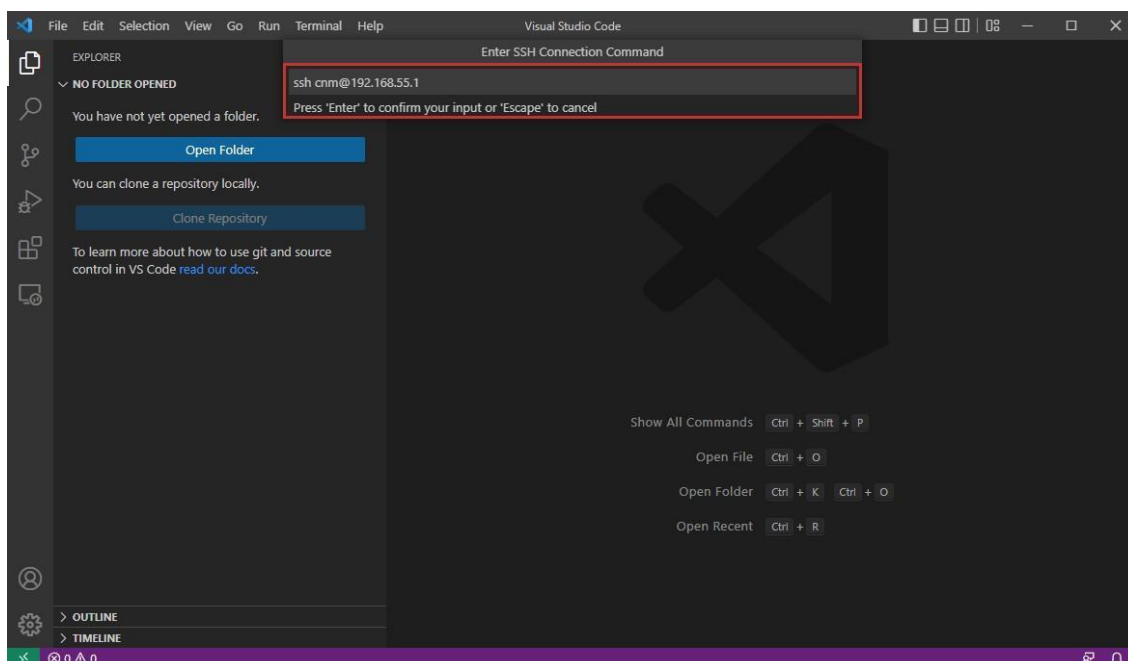 File Edit Selection View Go Run Terminal Help
Visual Studio Code
Enter SSH Connection Command
ssh cnm@192.168.55.1
Press 'Enter' to confirm your input or 'Escape' to cancel
EXPLORER
NO FOLDER OPENED
You have not yet opened a folder.
Open Folder
You can clone a repository locally.
Clone Repository
To learn more about how to use git and source
control in VS Code read our docs.
Show All Commands Ctrl + Shift + P
Open File Ctrl + O
Open Folder Ctrl + K Ctrl + O
Open Recent Ctrl + R
OUTLINE
TIMELINE
0 0